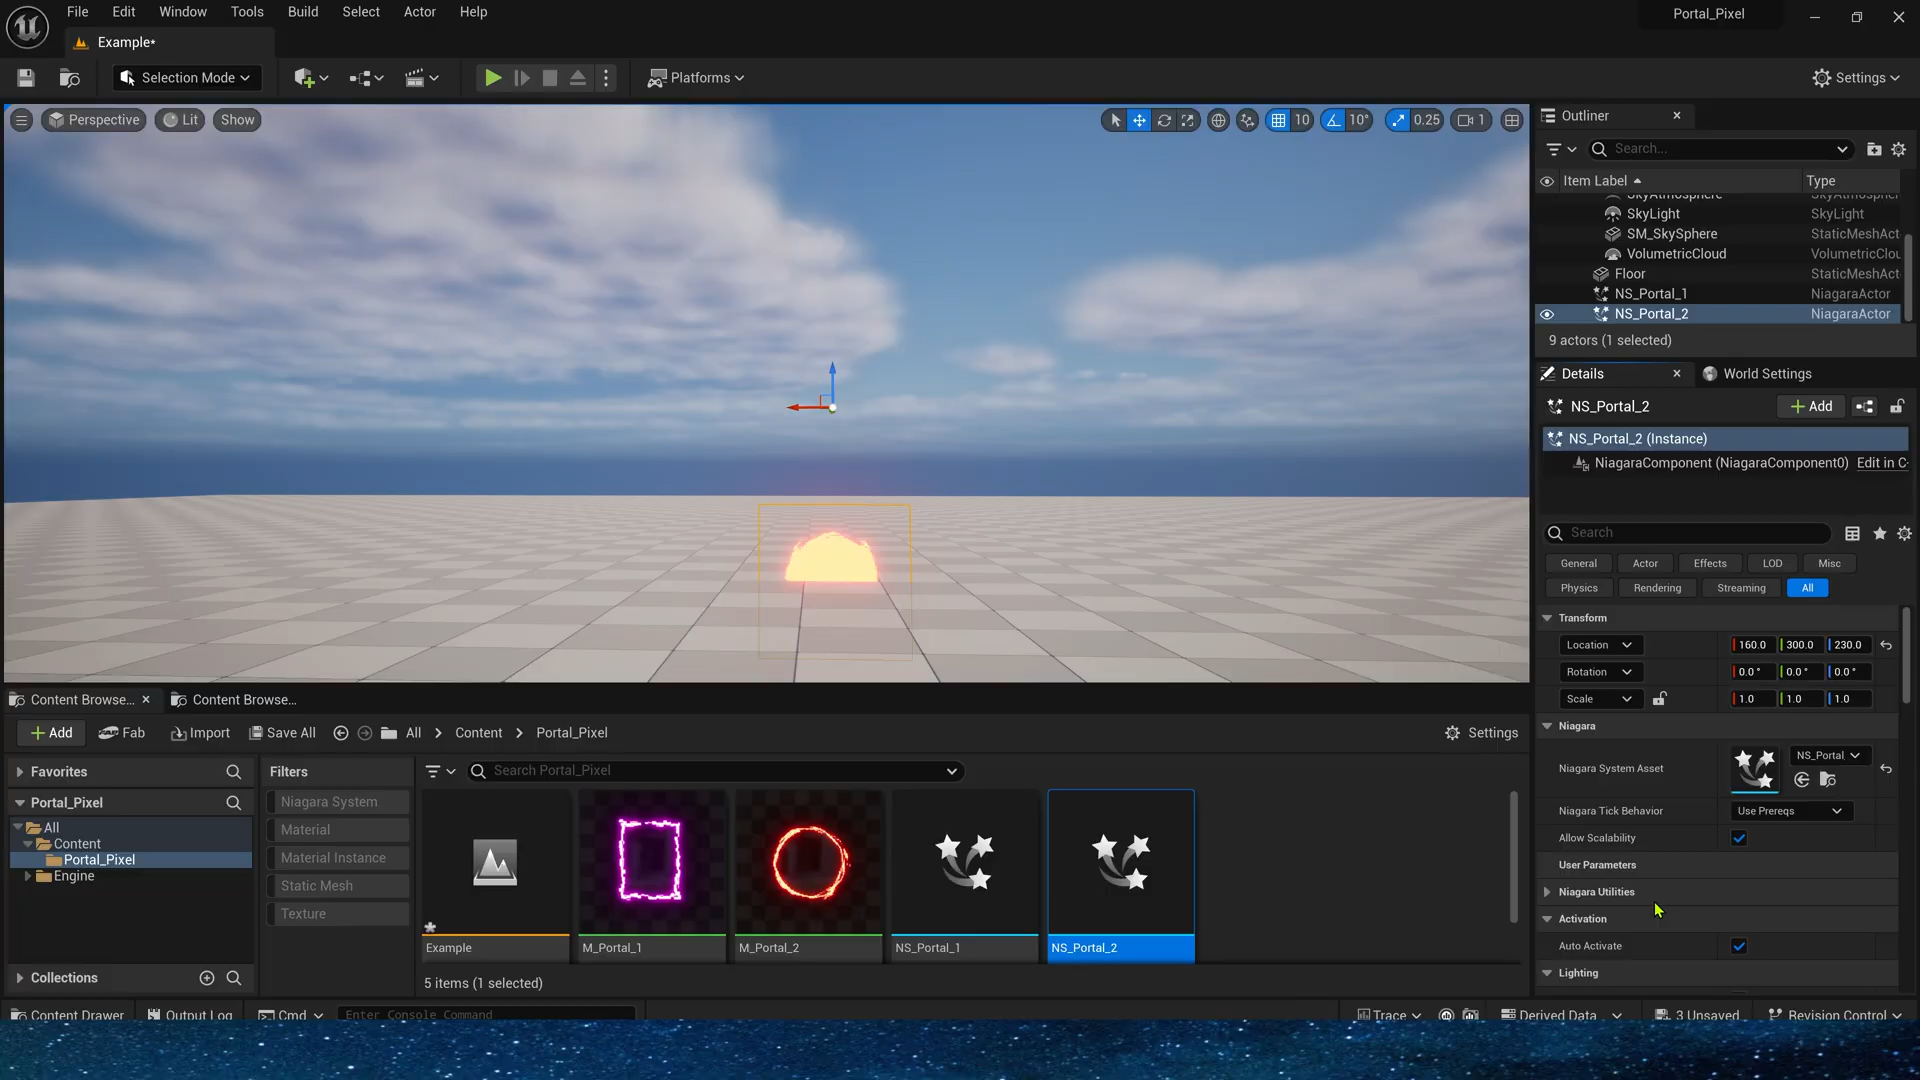 File Edit Window Tools Build Select Actor Help
Portal_Pixel
Example*
Selection Mode
Platforms
Settings
Perspective Lit Show
10 10° 0.25 1
Outliner
Search...
Item Label Type
SkyAtmosphere SkyAtmosphere
SkyLight SkyLight
SM_SkySphere StaticMeshAct
VolumetricCloud VolumetricClou
Floor StaticMeshAct
NS_Portal_1 NiagaraActor
NS_Portal_2 NiagaraActor
9 actors (1 selected)
Details World Settings
NS_Portal_2 Add
NS_Portal_2 (Instance)
NiagaraComponent (NiagaraComponent0) Edit in C
Search
General Actor Effects LOD Misc
Physics Rendering Streaming All
Transform
Location 160.0 300.0 230.0
Rotation 0.0° 0.0° 0.0°
Scale 1.0 1.0 1.0
Niagara
Niagara System Asset NS_Portal_
Niagara Tick Behavior Use Prereqs
Allow Scalability
User Parameters
Niagara Utilities
Activation
Auto Activate
Lighting
Content Browse... Content Browse...
Add Fab Import Save All All > Content > Portal_Pixel Settings
Favorites
Portal_Pixel
All
Content
Portal_Pixel
Engine
Collections
Filters
Niagara System
Material
Material Instance
Static Mesh
Texture
Search Portal_Pixel
Example M_Portal_1 M_Portal_2 NS_Portal_1 NS_Portal_2
5 items (1 selected)
Content Drawer Output Log Cmd Enter Console Command Trace Derived Data 3 Unsaved Revision Control